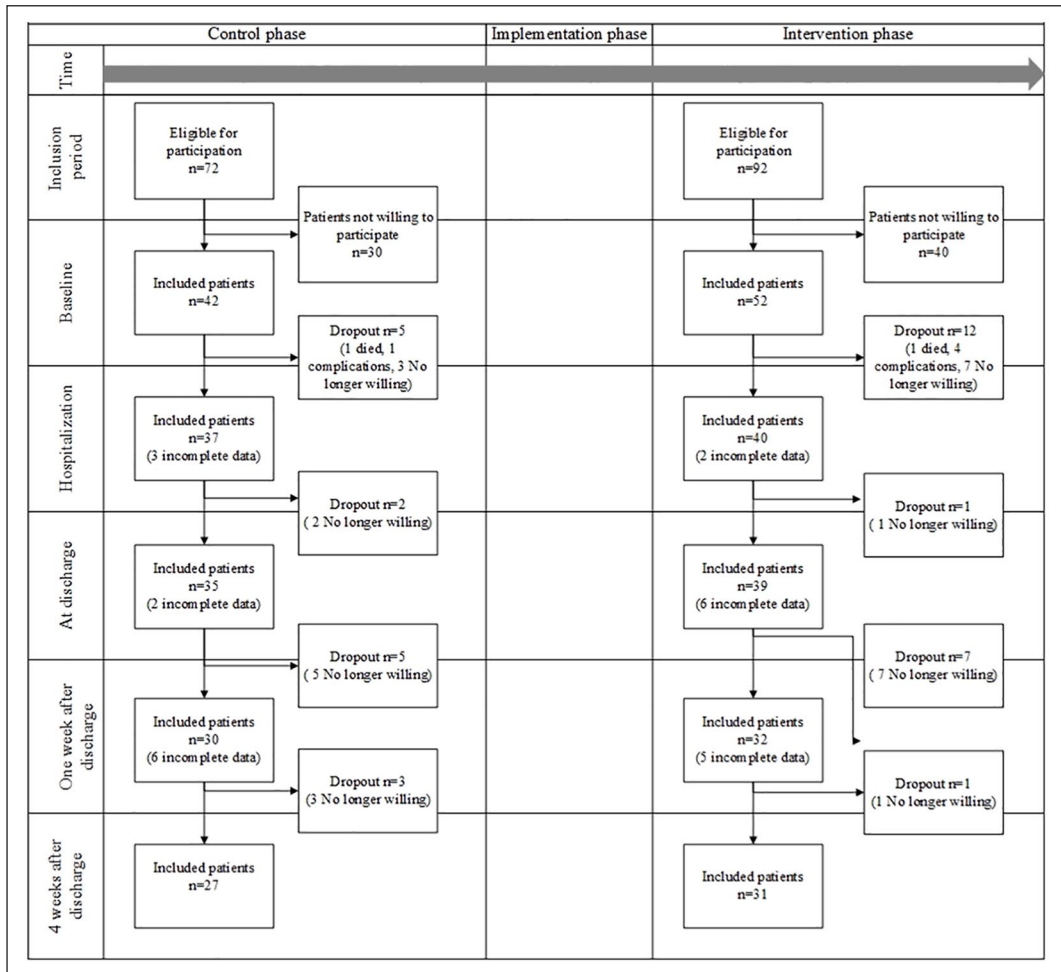 Control phase
Implementation phase
Intervention phase
Time
Inclusion
period
Eligible for
participation
n=72
Eligible for
participation
n=92
Patients not willing to
participate
n=30
Patients not willing to
participate
n=40
Baseline
Included patients
n=42
Included patients
n=52
Dropout n=5
(1 died, 1
complications, 3 No
longer willing)
Dropout n=12
(1 died, 4
complications, 7 No
longer willing)
Hospitalization
Included patients
n=37
(3 incomplete data)
Included patients
n=40
(2 incomplete data)
Dropout n=2
( 2 No longer willing)
Dropout n=1
( 1 No longer willing)
At discharge
Included patients
n=35
(2 incomplete data)
Included patients
n=39
(6 incomplete data)
Dropout n=5
( 5 No longer willing)
Dropout n=7
( 7 No longer willing)
One week after
discharge
Included patients
n=30
(6 incomplete data)
Included patients
n=32
(5 incomplete data)
Dropout n=3
(3 No longer willing)
Dropout n=1
(1 No longer willing)
4 weeks after
discharge
Included patients
n=27
Included patients
n=31